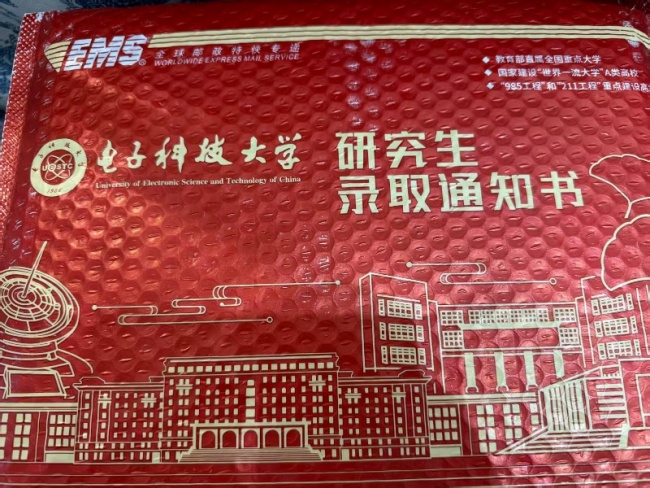 EMS®
全球邮政特快专递
WORLDWIDE EXPRESS MAIL SERVICE
教育部直属全国重点大学
国家建设“世界一流大学”A类高校
“985工程”和“211工程”重点建设高
电子科技大学
University of Electronic Science and Technology of China
UESTC
1956
研究生
录取通知书